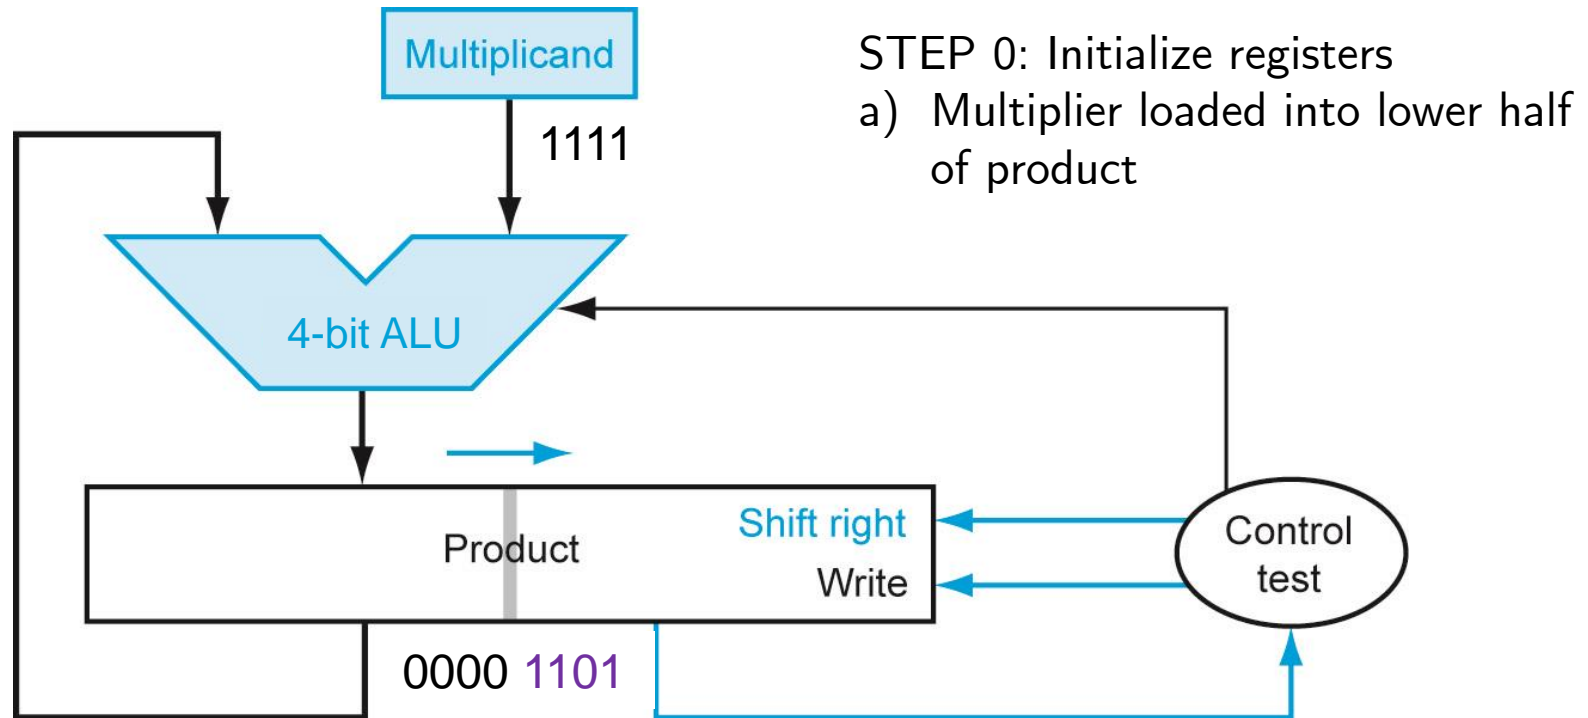 Multiplicand
STEP 0: Initialize registers
a) Multiplier loaded into lower half
of product
1111
4-bit ALU
Shift right
Product
Write
Control
test
0000 1101